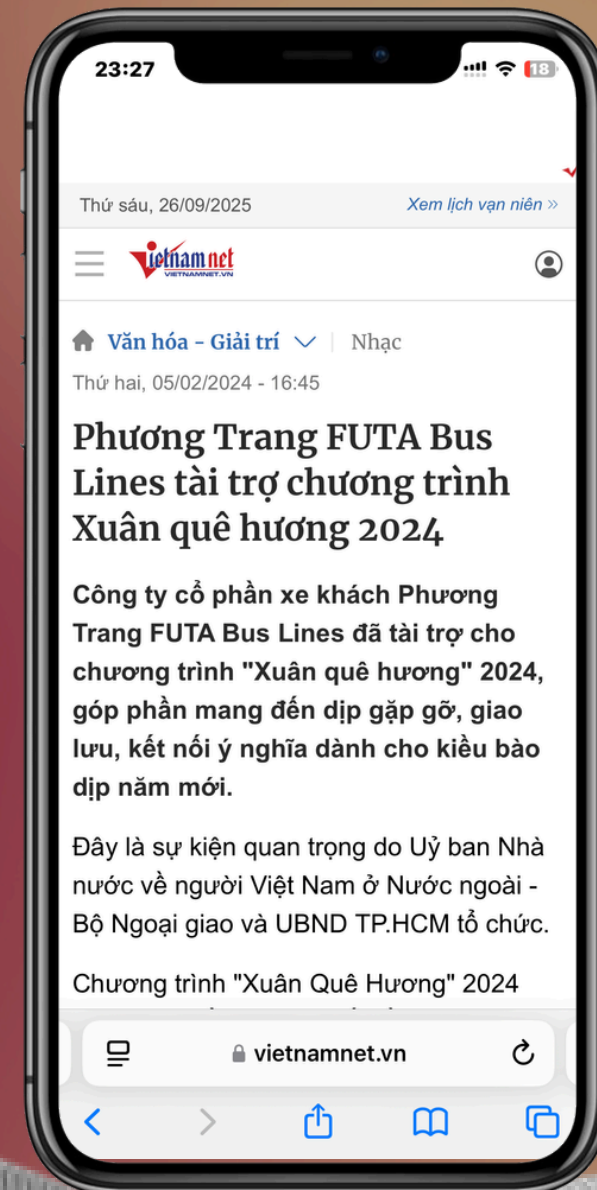 23:27
18
Thứ sáu, 26/09/2025
Xem lịch vạn niên »
Vietnamnet
VIETNAMNET.VN
Văn hóa - Giải trí
Nhạc
Thứ hai, 05/02/2024 - 16:45
Phương Trang FUTA Bus
Lines tài trợ chương trình
Xuân quê hương 2024
Công ty cổ phần xe khách Phương
Trang FUTA Bus Lines đã tài trợ cho
chương trình "Xuân quê hương" 2024,
góp phần mang đến dịp gặp gỡ, giao
lưu, kết nối ý nghĩa dành cho kiều bào
dịp năm mới.
Đây là sự kiện quan trọng do Uỷ ban Nhà
nước về người Việt Nam ở Nước ngoài -
Bộ Ngoại giao và UBND TP.HCM tổ chức.
Chương trình "Xuân Quê Hương" 2024
vietnamnet.vn